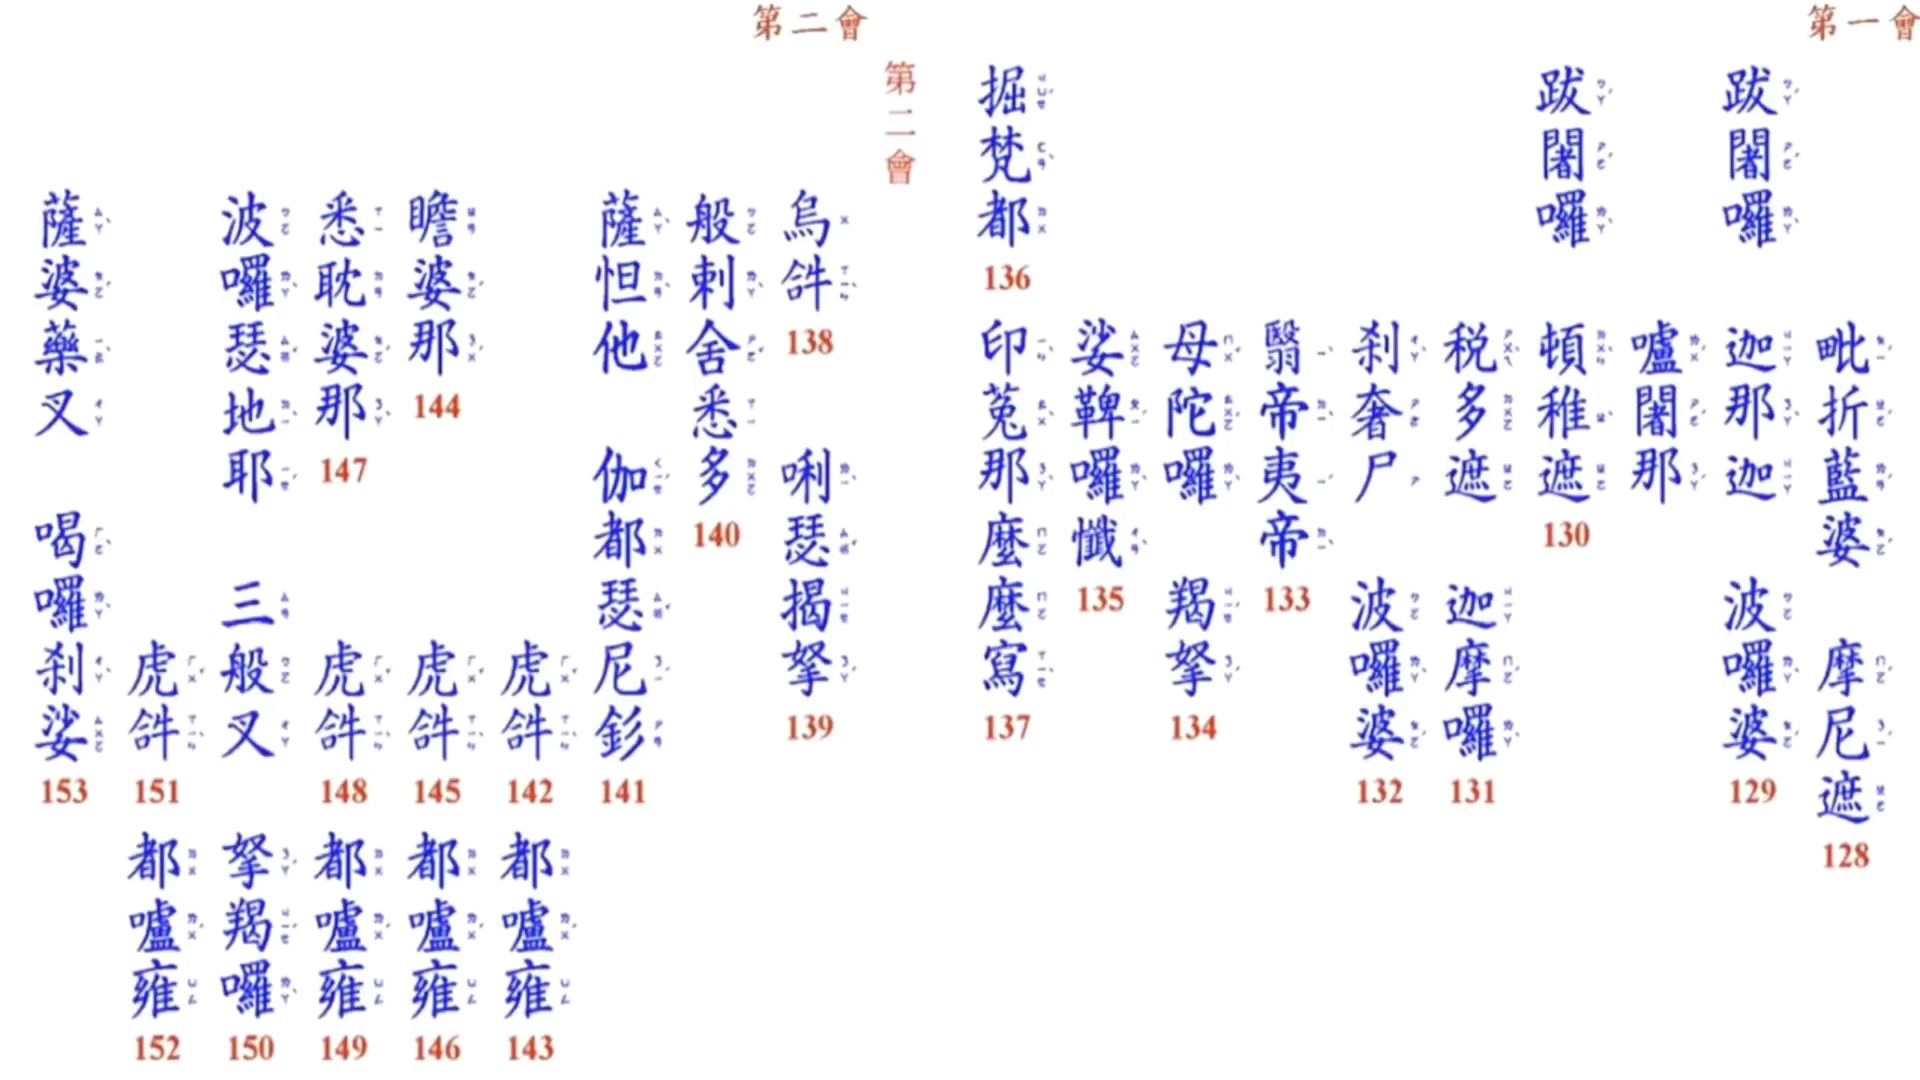 第一會
毗折藍婆 摩尼遮 128
跋闍囉 迦那迦 波囉婆 129
嚧闍那
跋闍囉 頓稚遮 130
稅多遮 迦摩囉 131
剎奢尸 波囉婆 132
翳帝夷帝 133
母陀囉 羯拏 134
娑鞞囉懺 135
掘梵都 136 印菟那麼麼寫 137
第二會
第二會
烏𤙖 138 唎瑟揭拏 139
般剌舍悉多 140
薩怛他 伽都瑟尼釤 141
虎𤙖 142 都嚧雍 143
瞻婆那 144 虎𤙖 145 都嚧雍 146
悉耽婆那 147 虎𤙖 148 都嚧雍 149
波囉瑟地耶 三般叉 拏羯囉 150
虎𤙖 151 都嚧雍 152
薩婆藥叉 喝囉剎娑 153